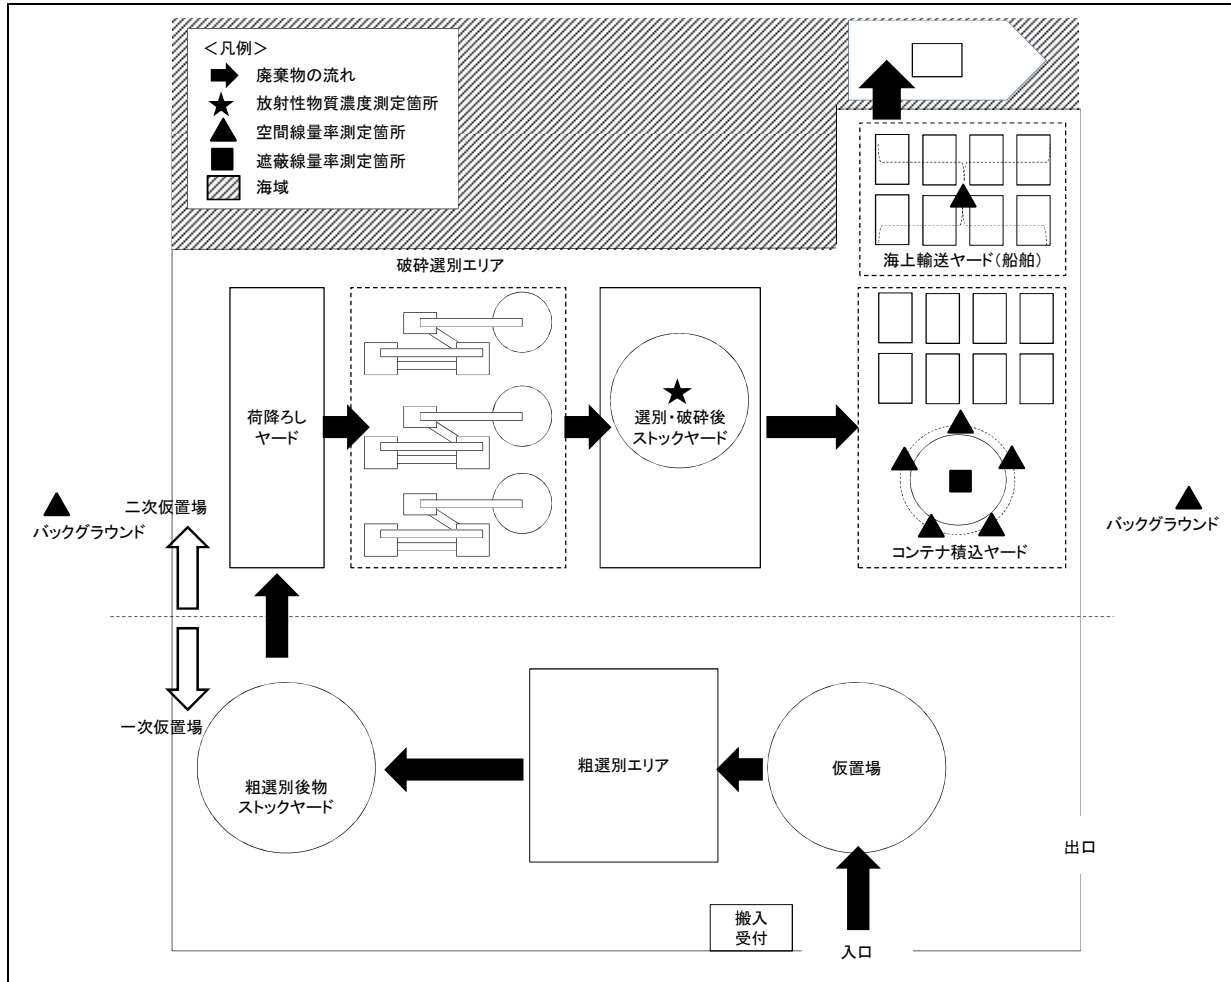 ＜凡例＞
廃棄物の流れ
放射性物質濃度測定箇所
空間線量率測定箇所
遮蔽線量率測定箇所
海域
海上輸送ヤード（船舶）
破砕選別エリア
荷降ろし
ヤード
選別・破砕後
ストックヤード
コンテナ積込ヤード
二次仮置場
バックグラウンド
バックグラウンド
一次仮置場
粗選別後物
ストックヤード
粗選別エリア
仮置場
出口
搬入
受付
入口